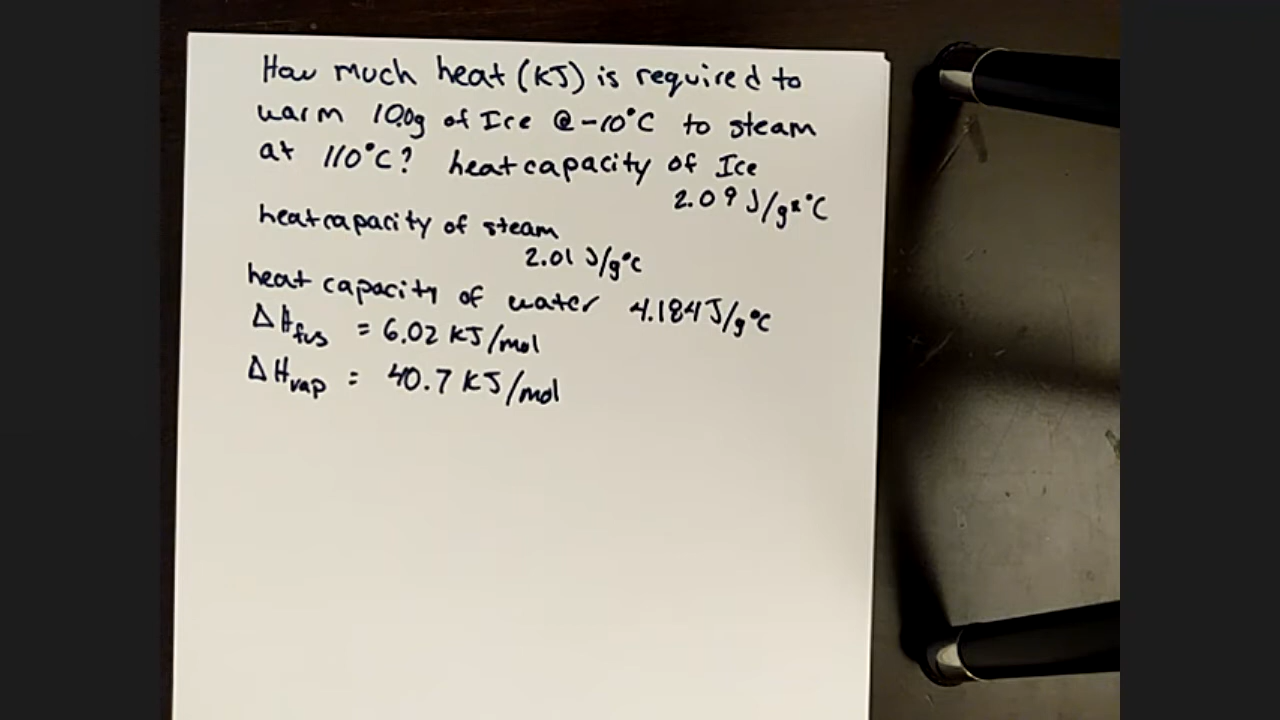 How much heat (KJ) is required to
warm 10.0g of Ice @ -10°C to steam
at 110°C? heat capacity of Ice
2.09 J/g*°C
heat capacity of steam
2.01 J/g°C
heat capacity of water 4.184 J/g°C
ΔHfus = 6.02 KJ/mol
ΔHvap = 40.7 KJ/mol